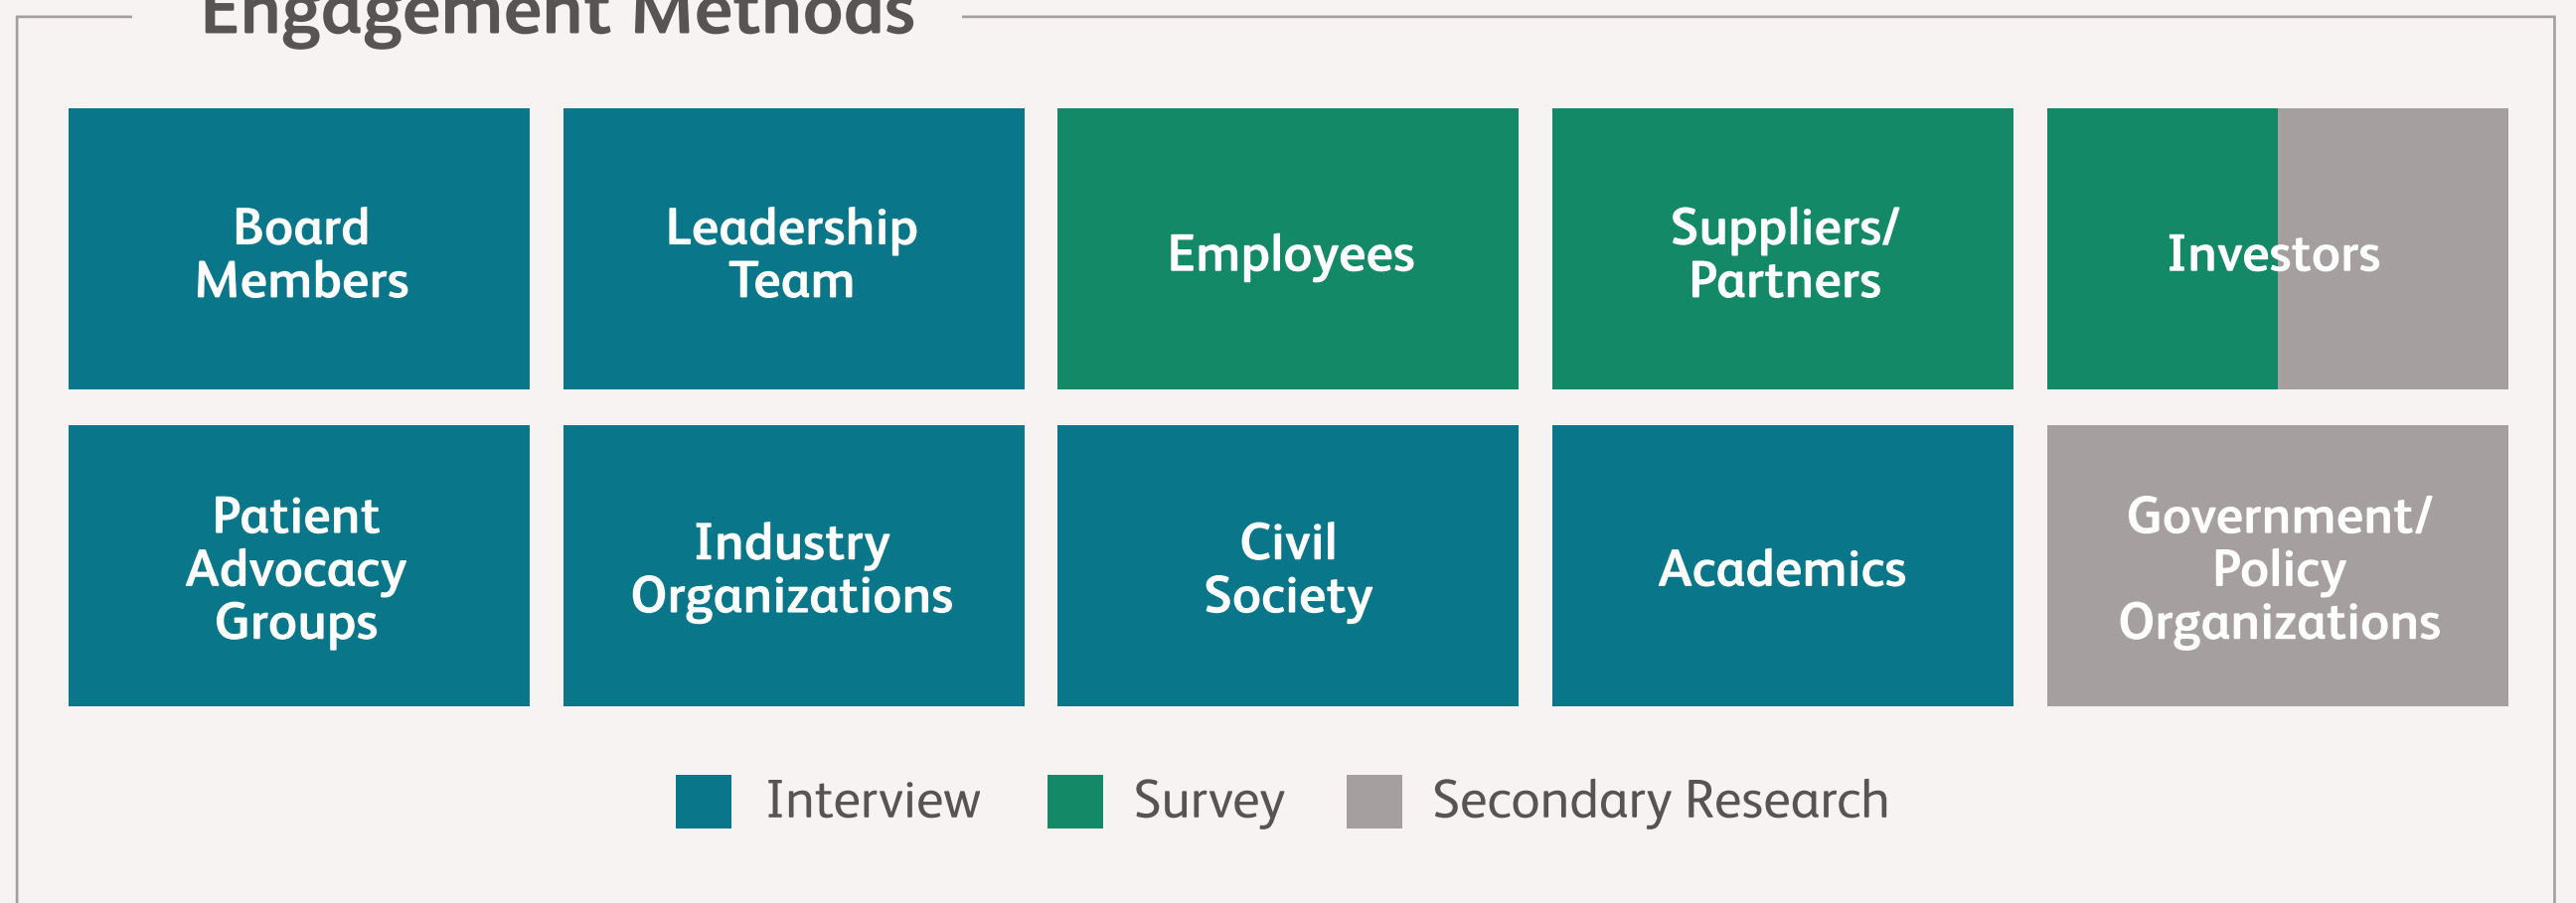 Engagement Methods
Board
Members
Leadership
Team
Employees
Suppliers/
Partners
Investors
Patient
Advocacy
Groups
Industry
Organizations
Civil
Society
Academics
Government/
Policy
Organizations
Interview
Survey
Secondary Research